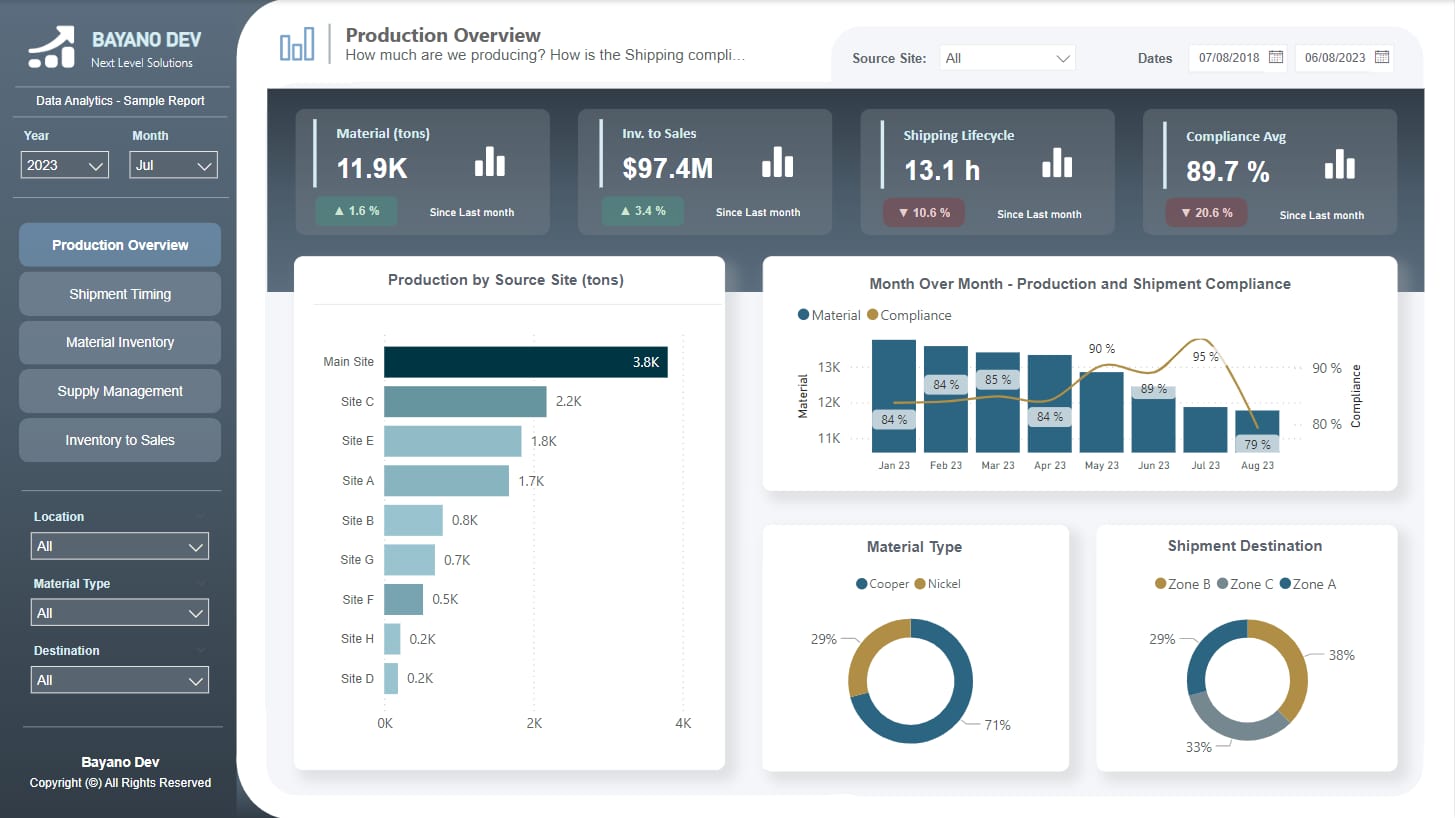 BAYANO DEV
Next Level Solutions
Data Analytics - Sample Report
Year
Month
2023
Jul
Production Overview
Shipment Timing
Material Inventory
Supply Management
Inventory to Sales
Location
All
Material Type
All
Destination
All
Bayano Dev
Copyright (©) All Rights Reserved
Production Overview
How much are we producing? How is the Shipping compli...
Source Site:
All
Dates
07/08/2018
06/08/2023
Material (tons)
11.9K
▲ 1.6 %
Since Last month
Inv. to Sales
$97.4M
▲ 3.4 %
Since Last month
Shipping Lifecycle
13.1 h
▼ 10.6 %
Since Last month
Compliance Avg
89.7 %
▼ 20.6 %
Since Last month
Production by Source Site (tons)
Main Site
3.8K
Site C
2.2K
Site E
1.8K
Site A
1.7K
Site B
0.8K
Site G
0.7K
Site F
0.5K
Site H
0.2K
Site D
0.2K
0K
2K
4K
Month Over Month - Production and Shipment Compliance
Material
Compliance
Material
13K
12K
11K
84 %
84 %
85 %
84 %
90 %
89 %
95 %
79 %
90 %
80 %
Compliance
Jan 23
Feb 23
Mar 23
Apr 23
May 23
Jun 23
Jul 23
Aug 23
Material Type
Cooper
Nickel
29%
71%
Shipment Destination
Zone B
Zone C
Zone A
29%
38%
33%